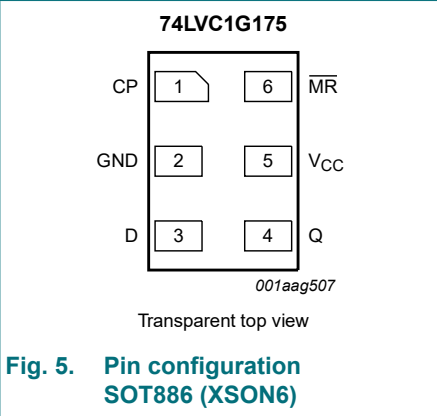 74LVC1G175
CP 1 6 M̅R̅
GND 2 5 VCC
D 3 4 Q
001aag507
Transparent top view
Fig. 5. Pin configuration
SOT886 (XSON6)